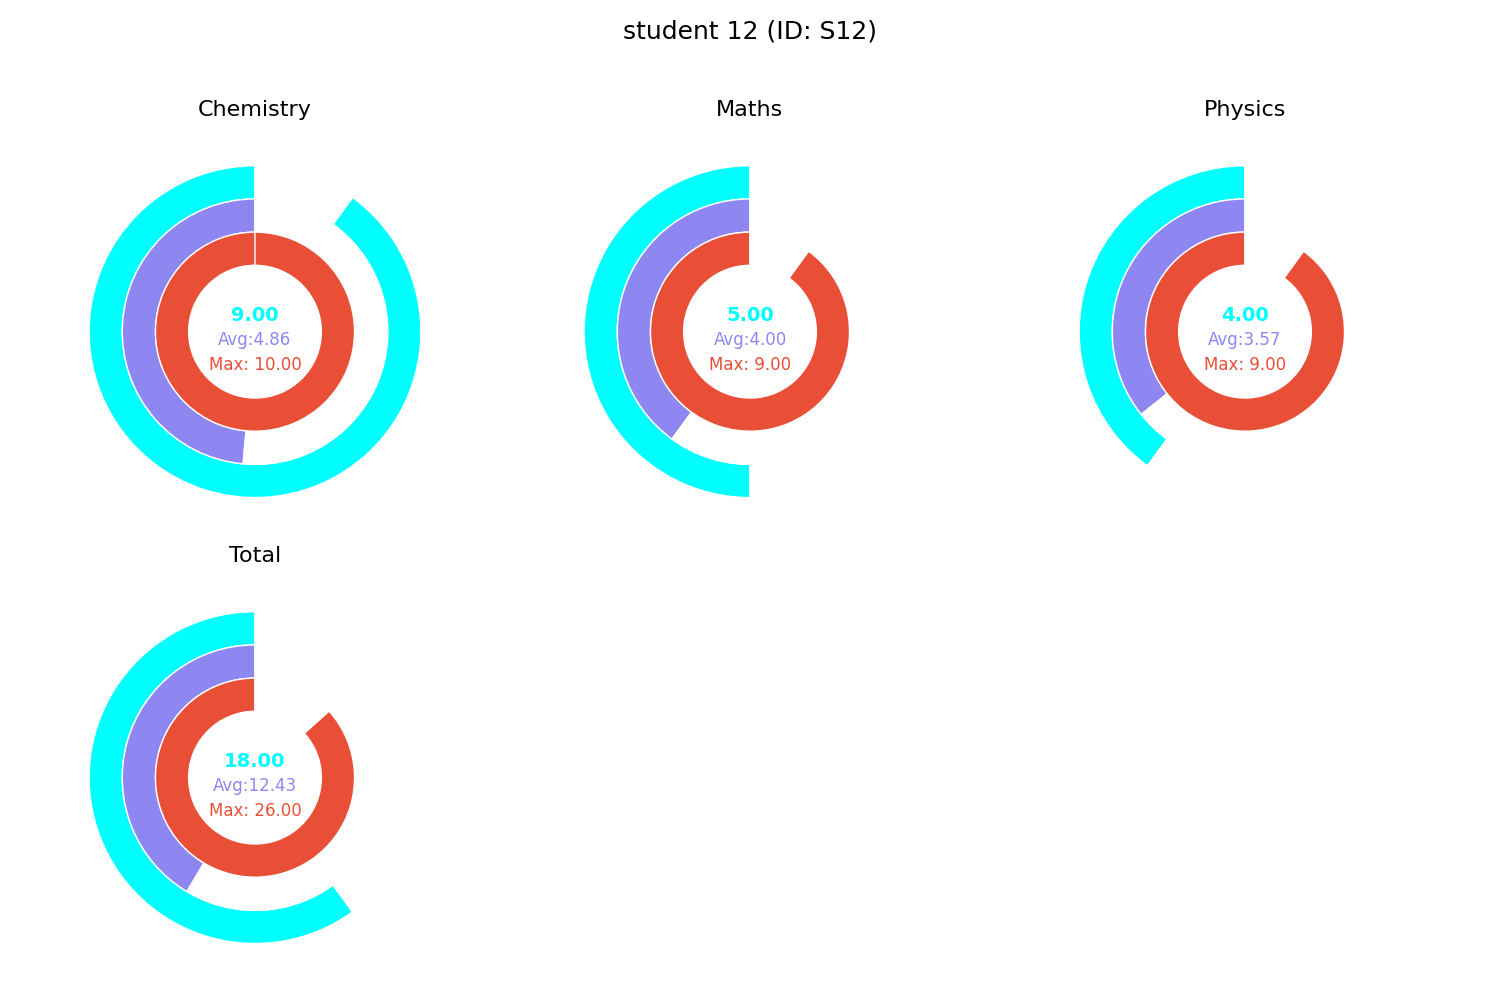 student 12 (ID: S12)
Chemistry
9.00
Avg:4.86
Max: 10.00
Maths
5.00
Avg:4.00
Max: 9.00
Physics
4.00
Avg:3.57
Max: 9.00
Total
18.00
Avg:12.43
Max: 26.00